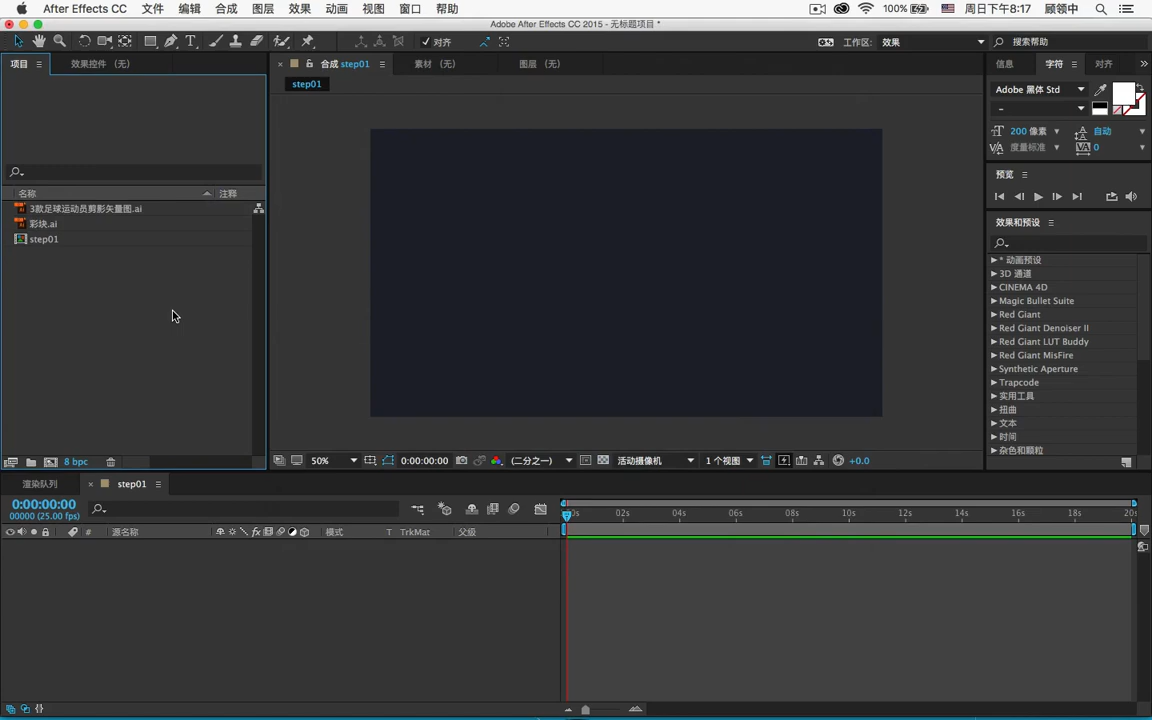 After Effects CC 文件 编辑 合成 图层 效果 动画 视图 窗口 帮助 100% 周日下午8:17 顾领中
Adobe After Effects CC 2015 - 无标题项目 *
对齐 工作区: 效果 搜索帮助
项目 效果控件 (无) 合成 step01 素材 (无) 图层 (无) 信息 字符 对齐
step01
Adobe 黑体 Std
-
200 像素 自动
度量标准 0
预览
名称 注释
3款足球运动员剪影矢量图.ai
彩块.ai
step01
效果和预设
* 动画预设
3D 通道
CINEMA 4D
Magic Bullet Suite
Red Giant
Red Giant Denoiser II
Red Giant LUT Buddy
Red Giant MisFire
Synthetic Aperture
Trapcode
实用工具
扭曲
文本
时间
杂色和颗粒
8 bpc 50% 0:00:00:00 (二分之一) 活动摄像机 1 个视图 +0.0
渲染队列 step01
0:00:00:00
00000 (25.00 fps)
0s 02s 04s 06s 08s 10s 12s 14s 16s 18s 20s
# 源名称 fx 模式 T TrkMat 父级